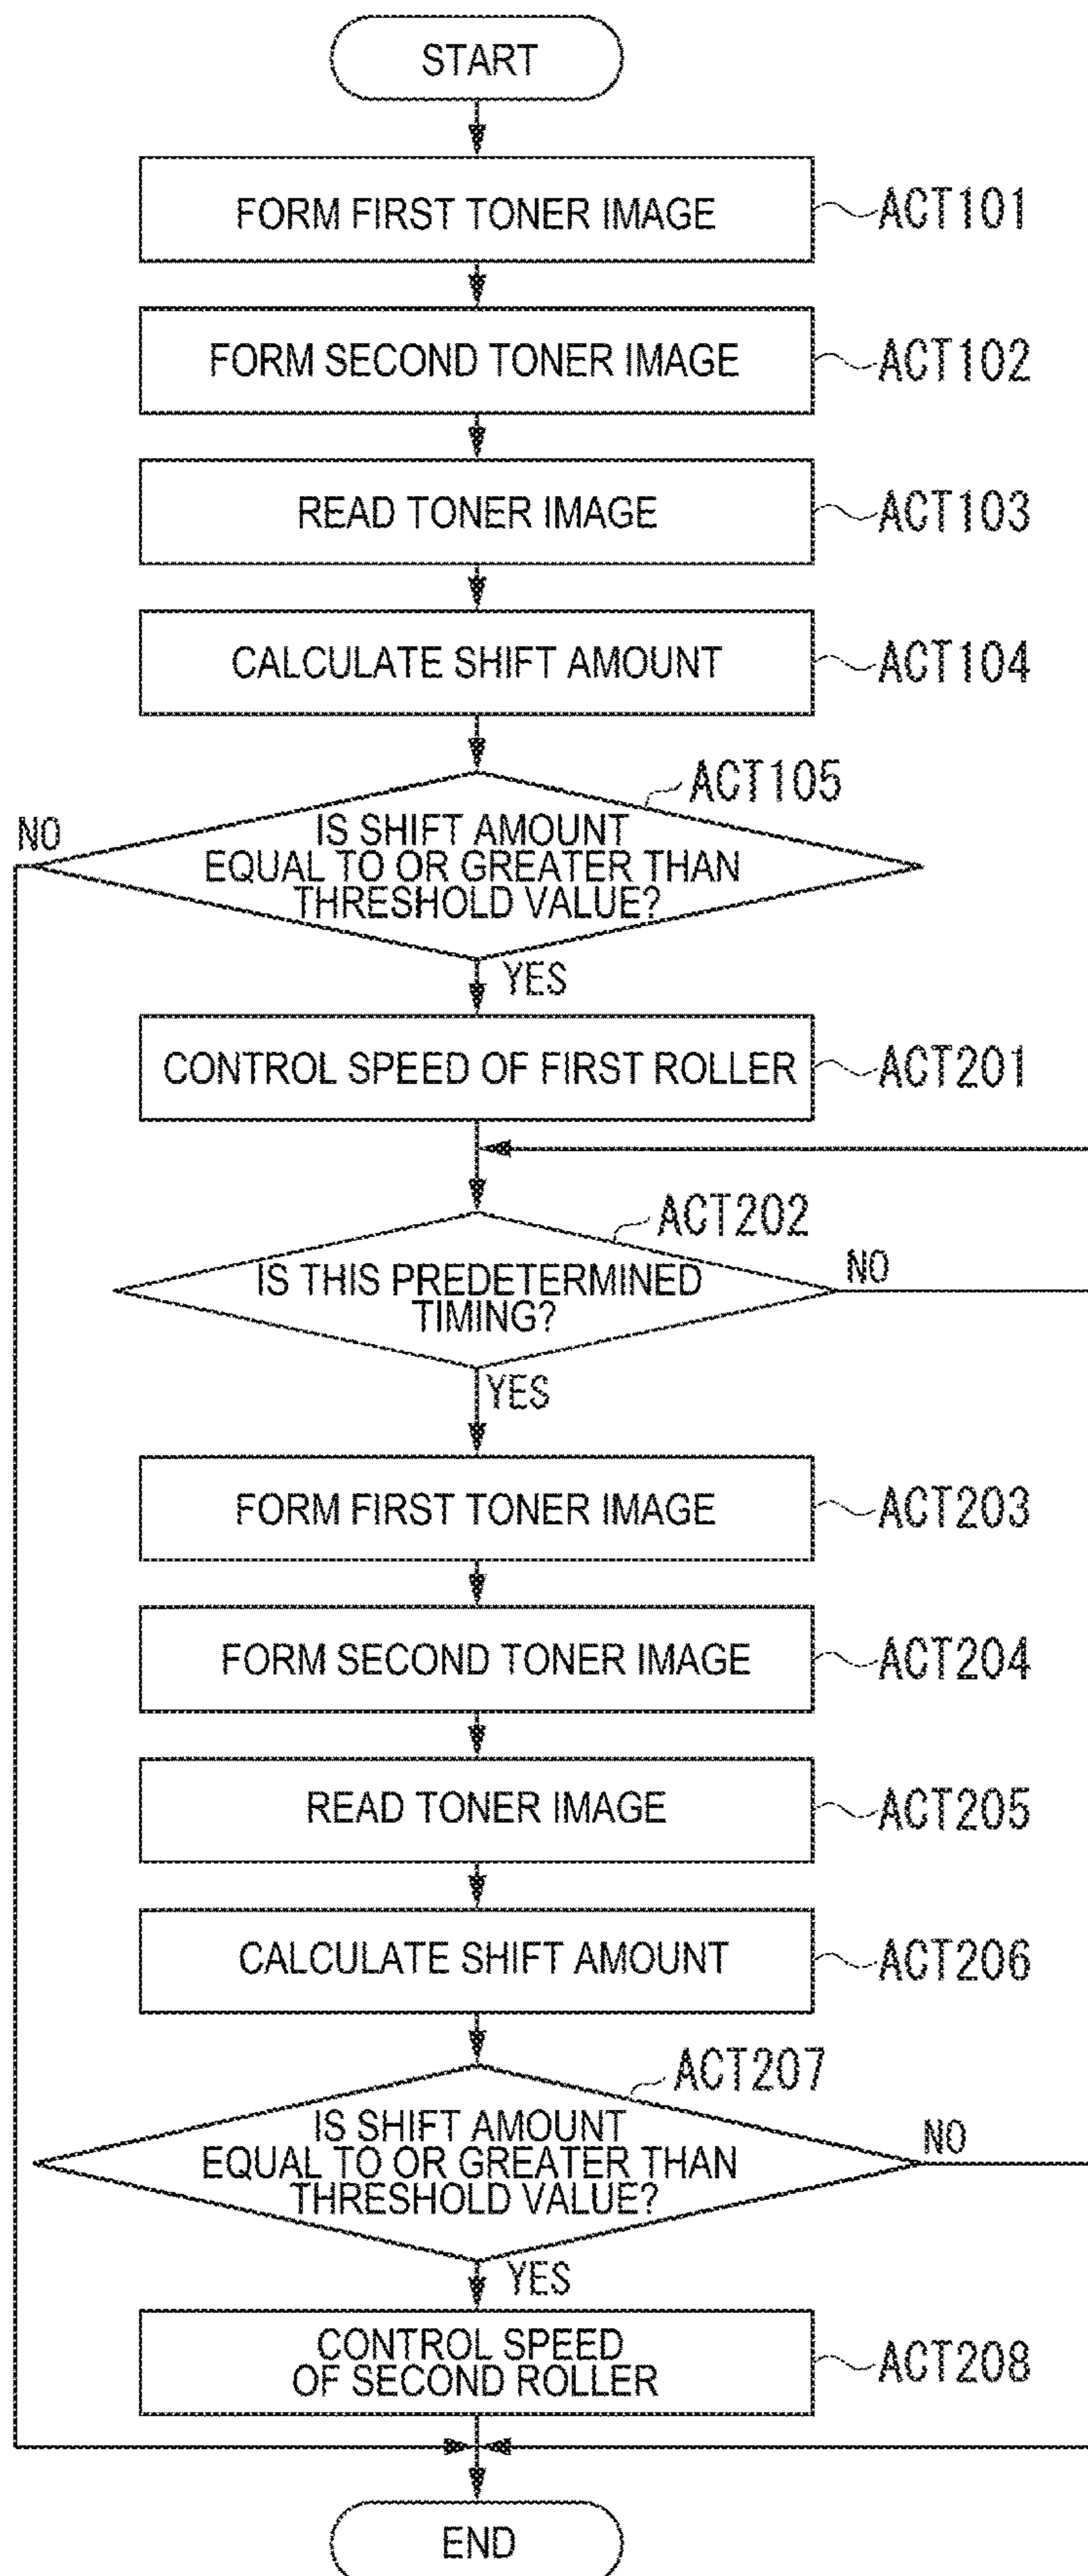 START
FORM FIRST TONER IMAGE
ACT101
FORM SECOND TONER IMAGE
ACT102
READ TONER IMAGE
ACT103
CALCULATE SHIFT AMOUNT
ACT104
ACT105
NO
IS SHIFT AMOUNT
EQUAL TO OR GREATER THAN
THRESHOLD VALUE?
YES
CONTROL SPEED OF FIRST ROLLER
ACT201
ACT202
IS THIS PREDETERMINED
TIMING?
NO
YES
FORM FIRST TONER IMAGE
ACT203
FORM SECOND TONER IMAGE
ACT204
READ TONER IMAGE
ACT205
CALCULATE SHIFT AMOUNT
ACT206
ACT207
IS SHIFT AMOUNT
EQUAL TO OR GREATER THAN
THRESHOLD VALUE?
NO
YES
CONTROL SPEED
OF SECOND ROLLER
ACT208
END